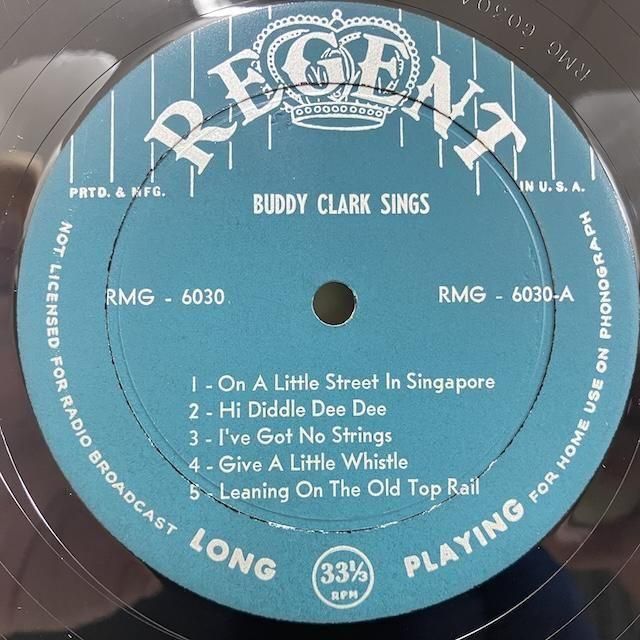 RMG 6030A
REGENT
PRTD. & MFG. IN U.S.A.
BUDDY CLARK SINGS
RMG - 6030
RMG - 6030-A
1 - On A Little Street In Singapore
2 - Hi Diddle Dee Dee
3 - I've Got No Strings
4 - Give A Little Whistle
5 - Leaning On The Old Top Rail
NOT LICENSED FOR RADIO BROADCAST
LONG PLAYING
FOR HOME USE ON PHONOGRAPH
33⅓
RPM